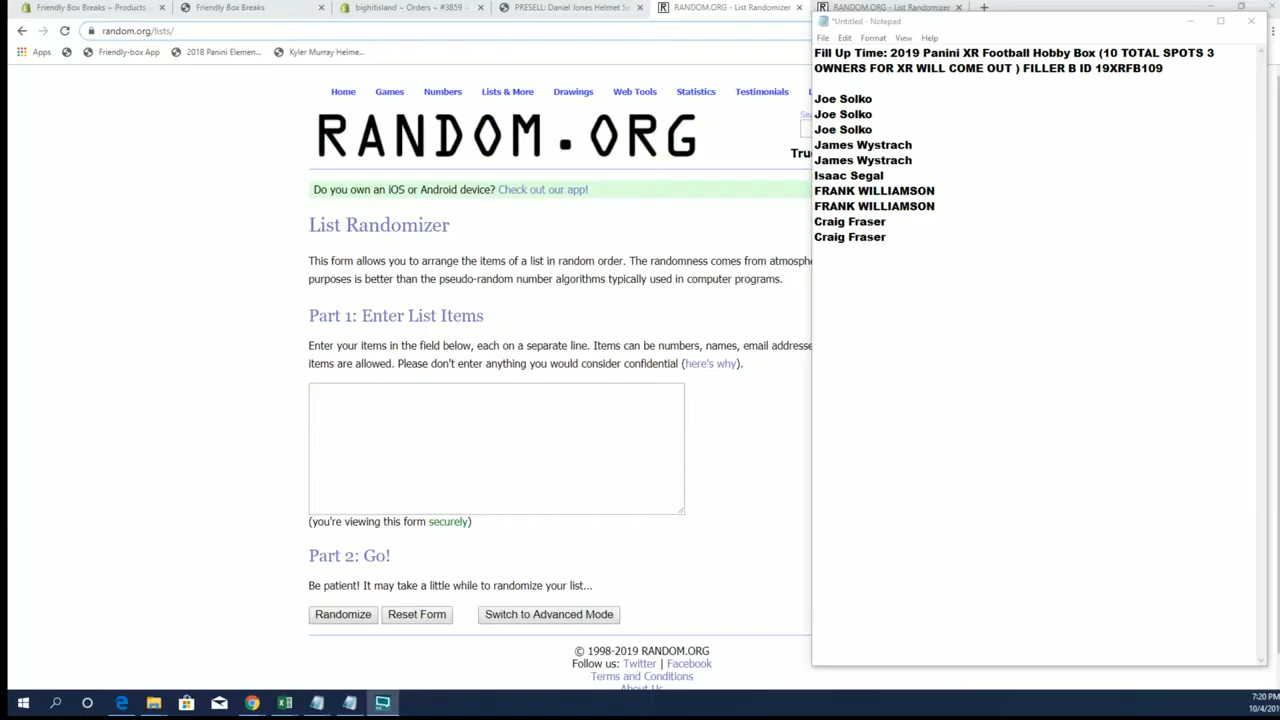 Friendly Box Breaks ~ Products
Friendly Box Breaks
bighitisland ~ Orders ~ #3859
PRESELL: Daniel Jones Helmet
RANDOM.ORG - List Randomizer
RANDOM.ORG - List Randomizer
random.org/lists/
Apps
Friendly-box App
2018 Panini Elemen...
Kyler Murray Helme...
*Untitled - Notepad
File Edit Format View Help
Fill Up Time: 2019 Panini XR Football Hobby Box (10 TOTAL SPOTS 3
OWNERS FOR XR WILL COME OUT ) FILLER B ID 19XRFB109
Joe Solko
Joe Solko
Joe Solko
James Wystrach
James Wystrach
Isaac Segal
FRANK WILLIAMSON
FRANK WILLIAMSON
Craig Fraser
Craig Fraser
Home Games Numbers Lists & More Drawings Web Tools Statistics Testimonials
RANDOM.ORG
Do you own an iOS or Android device? Check out our app!
List Randomizer
This form allows you to arrange the items of a list in random order. The randomness comes from atmosphe
purposes is better than the pseudo-random number algorithms typically used in computer programs.
Part 1: Enter List Items
Enter your items in the field below, each on a separate line. Items can be numbers, names, email addresse
items are allowed. Please don't enter anything you would consider confidential (here's why).
(you're viewing this form securely)
Part 2: Go!
Be patient! It may take a little while to randomize your list...
Randomize Reset Form Switch to Advanced Mode
© 1998-2019 RANDOM.ORG
Follow us: Twitter | Facebook
Terms and Conditions
About Us
7:20 PM
10/4/201